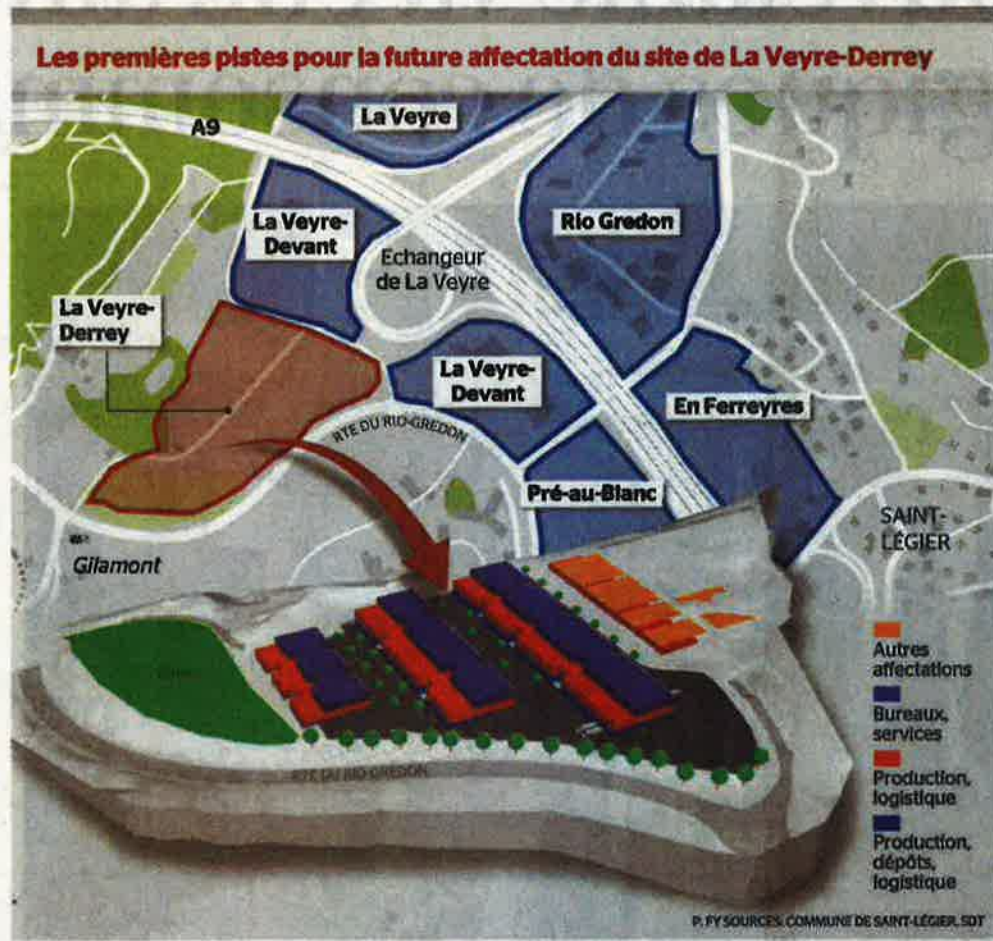 Les premières pistes pour la future affectation du site de La Veyre-Derrey
A9
La Veyre
La Veyre-
Devant
Rio Gredon
Echangeur
de La Veyre
La Veyre-
Derrey
La Veyre-
Devant
En Ferreyres
RTE DU RIO-GREDON
Pré-au-Blanc
SAINT-
LÉGIER
Gilamont
Autres
affectations
Bureaux,
services
RTE DU RIO-GREDON
Production,
logistique
Production,
dépôts,
logistique
P. FY SOURCES: COMMUNE DE SAINT-LÉGIER, SDT